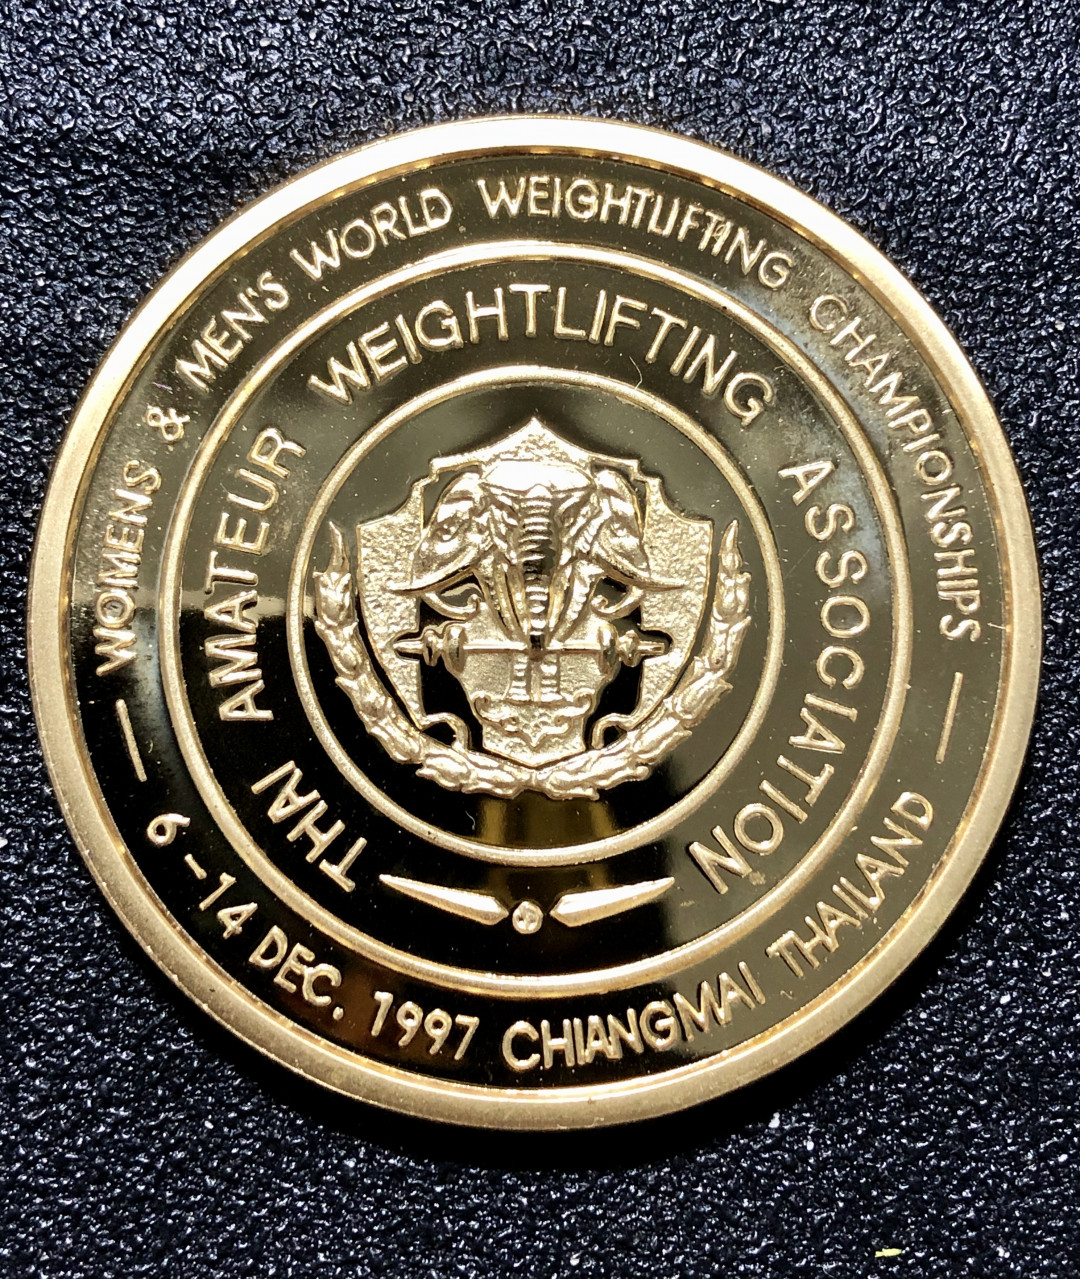 WOMENS & MEN'S WORLD WEIGHTLIFTING CHAMPIONSHIPS
6-14 DEC. 1997 CHIANGMAI THAILAND
THAI AMATEUR WEIGHTLIFTING ASSOCIATION